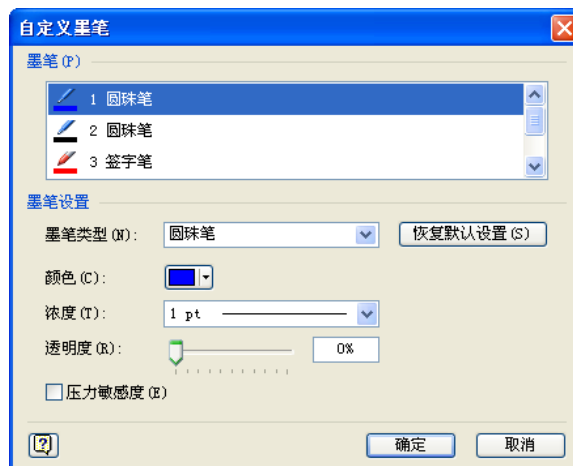 自定义墨笔
墨笔(P)
1 圆珠笔
2 圆珠笔
3 签字笔
墨笔设置
墨笔类型(N): 圆珠笔 恢复默认设置(S)
颜色(C):
浓度(T): 1 pt
透明度(R): 0%
压力敏感度(E)
确定 取消